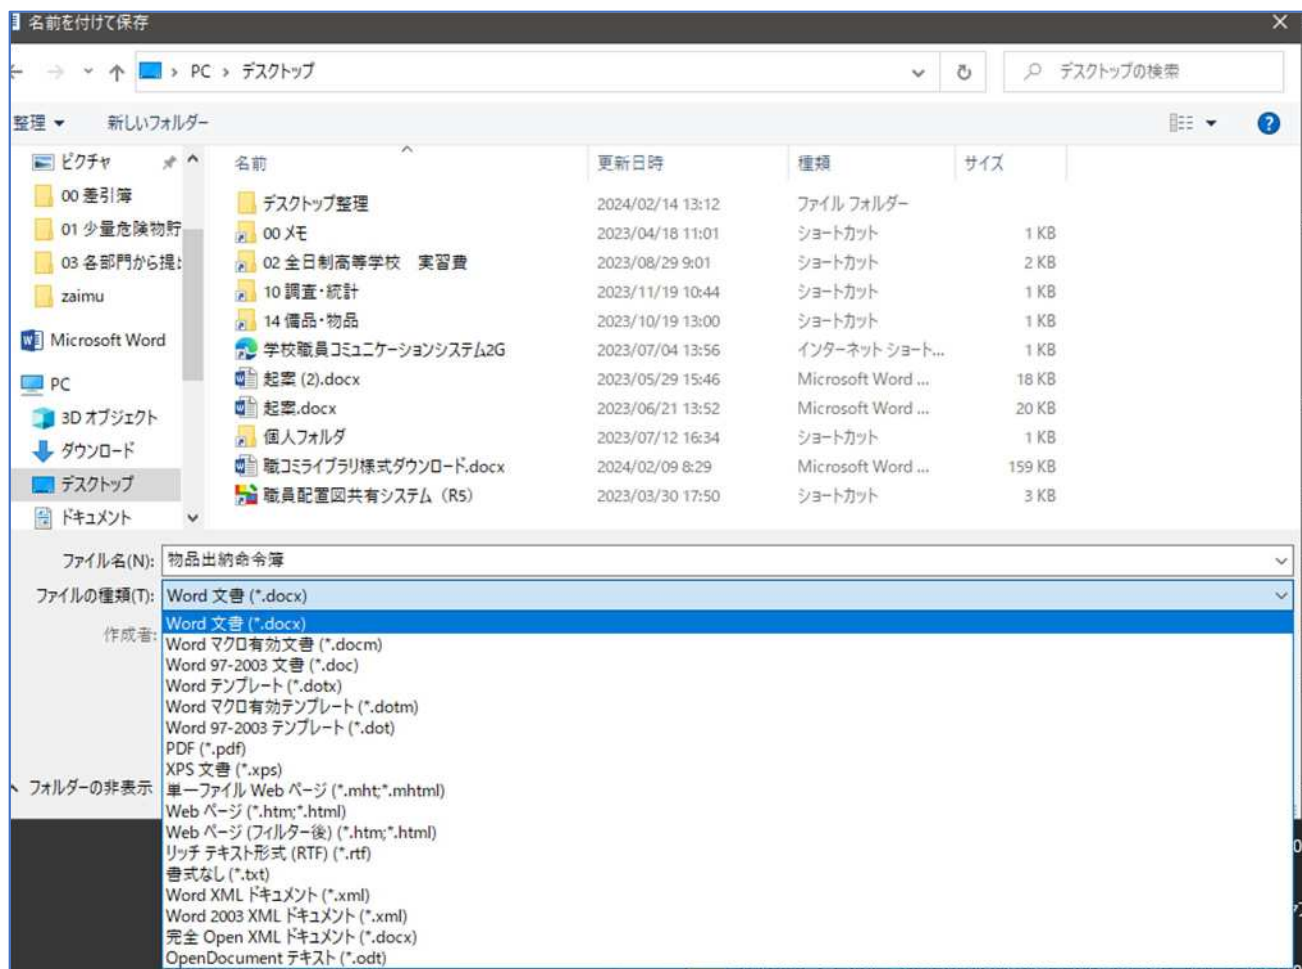 名前を付けて保存
PC › デスクトップ
デスクトップの検索
整理 新しいフォルダー
ピクチャ
00 差引簿
01 少量危険物貯
03 各部門から提
zaimu
Microsoft Word
PC
3D オブジェクト
ダウンロード
デスクトップ
ドキュメント
名前 更新日時 種類 サイズ
デスクトップ整理 2024/02/14 13:12 ファイル フォルダー
00 メモ 2023/04/18 11:01 ショートカット 1 KB
02 全日制高等学校　実習費 2023/08/29 9:01 ショートカット 2 KB
10 調査・統計 2023/11/19 10:44 ショートカット 1 KB
14 備品・物品 2023/10/19 13:00 ショートカット 1 KB
学校職員コミュニケーションシステム2G 2023/07/04 13:56 インターネット ショート... 1 KB
起案 (2).docx 2023/05/29 15:46 Microsoft Word ... 18 KB
起案.docx 2023/06/21 13:52 Microsoft Word ... 20 KB
個人フォルダ 2023/07/12 16:34 ショートカット 1 KB
職コミライブラリ様式ダウンロード.docx 2024/02/09 8:29 Microsoft Word ... 159 KB
職員配置図共有システム（R5） 2023/03/30 17:50 ショートカット 3 KB
ファイル名(N): 物品出納命令簿
ファイルの種類(T): Word 文書 (*.docx)
作成者:
Word 文書 (*.docx)
Word マクロ有効文書 (*.docm)
Word 97-2003 文書 (*.doc)
Word テンプレート (*.dotx)
Word マクロ有効テンプレート (*.dotm)
Word 97-2003 テンプレート (*.dot)
PDF (*.pdf)
XPS 文書 (*.xps)
単一ファイル Web ページ (*.mht;*.mhtml)
Web ページ (*.htm;*.html)
Web ページ (フィルター後) (*.htm;*.html)
リッチ テキスト形式 (RTF) (*.rtf)
書式なし (*.txt)
Word XML ドキュメント (*.xml)
Word 2003 XML ドキュメント (*.xml)
完全 Open XML ドキュメント (*.docx)
OpenDocument テキスト (*.odt)
フォルダーの非表示